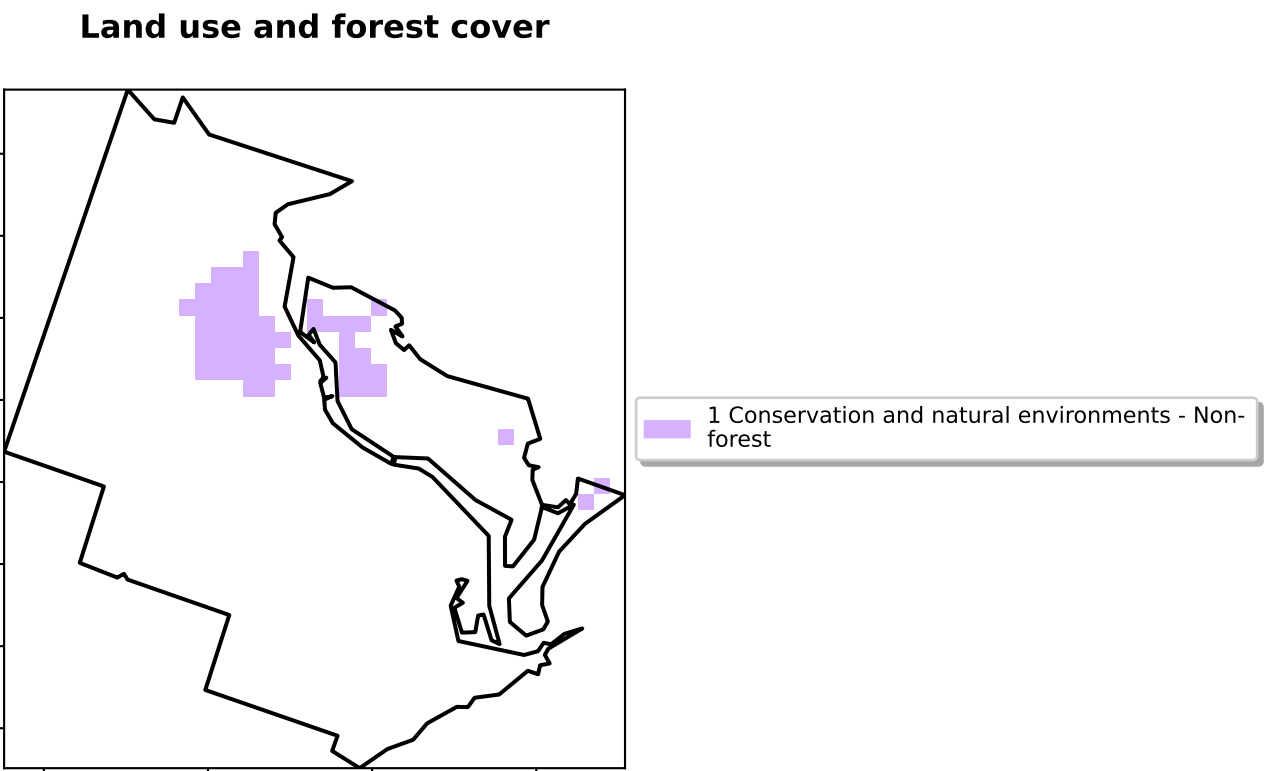 Land use and forest cover
1 Conservation and natural environments - Non-
forest